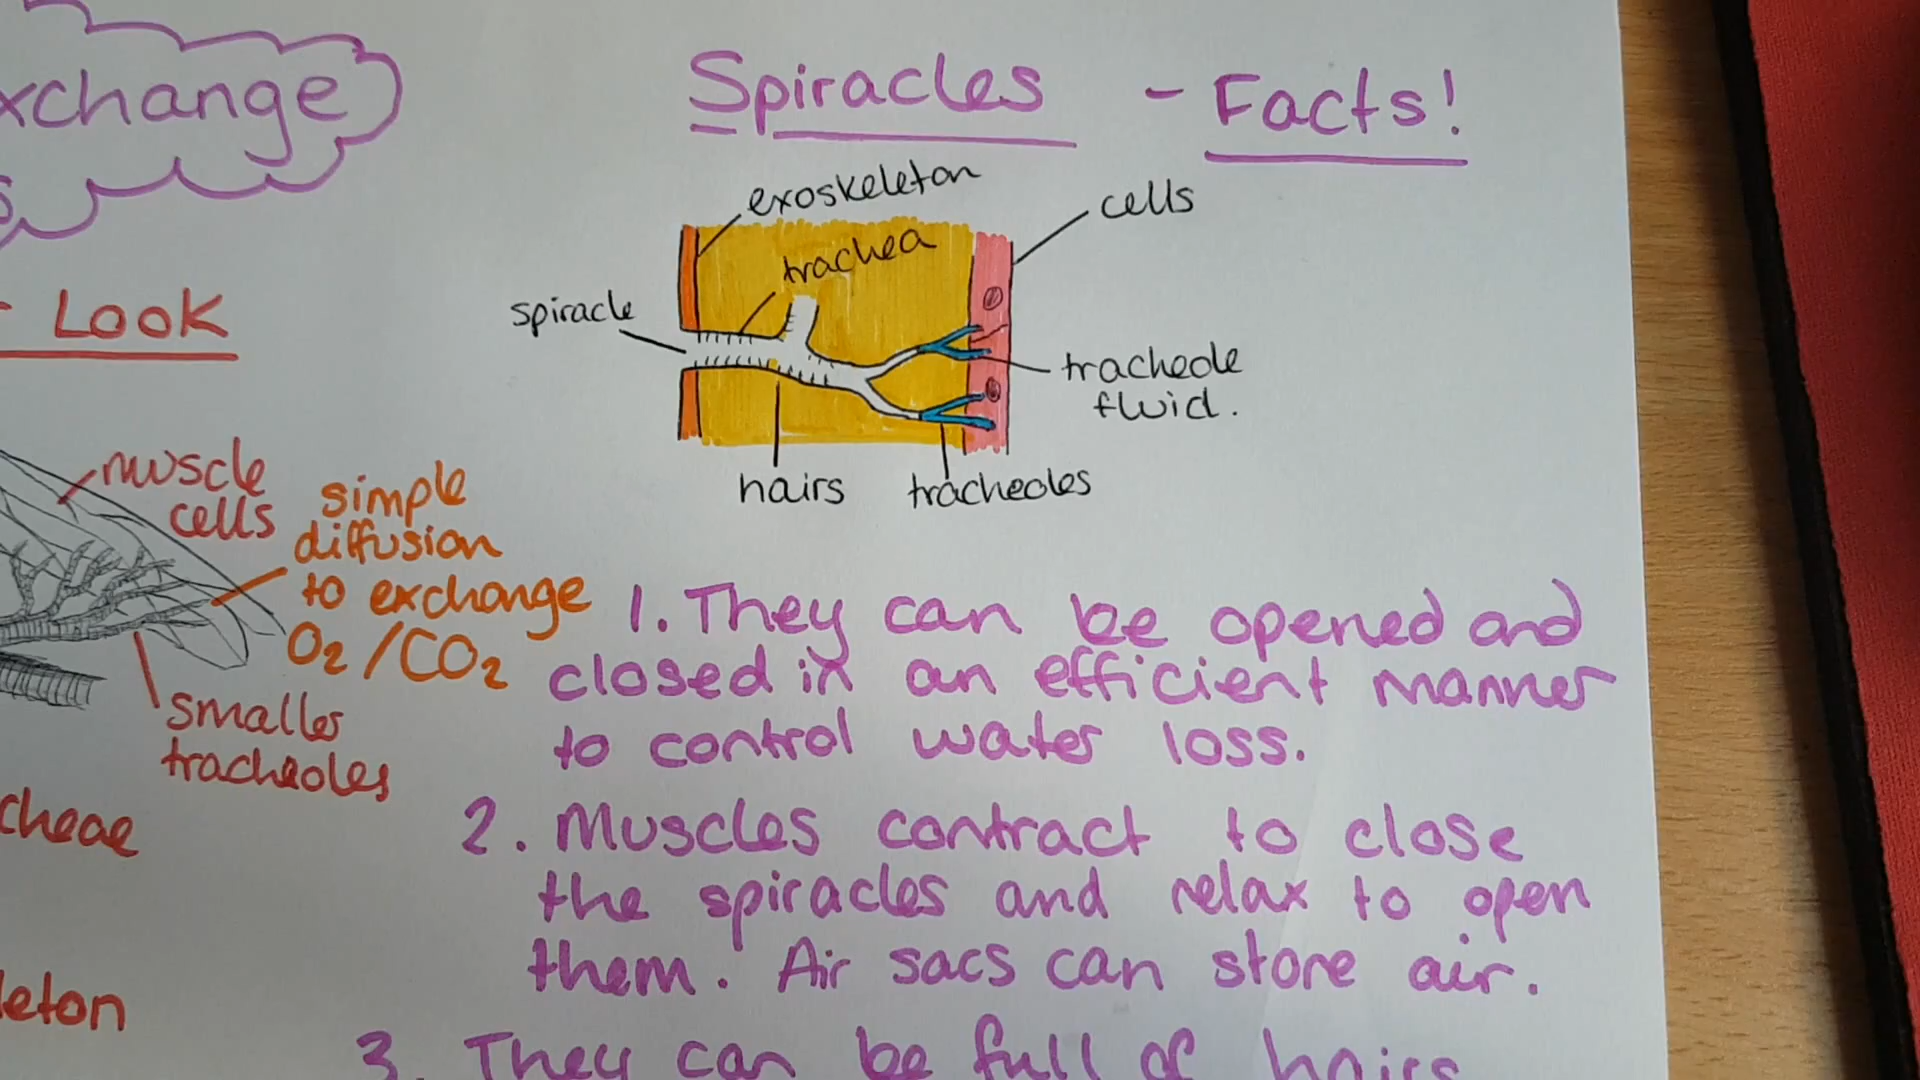 xchange
Spiracles - Facts!
exoskeleton
cells
trachea
spiracle
tracheole
fluid.
hairs
tracheoles
Look
muscle
cells
simple
diffusion
to exchange
O₂/CO₂
smaller
tracheoles
cheae
leton
1. They can be opened and
closed in an efficient manner
to control water loss.
2. Muscles contract to close
the spiracles and relax to open
them. Air sacs can store air.
3. They can be full of hairs